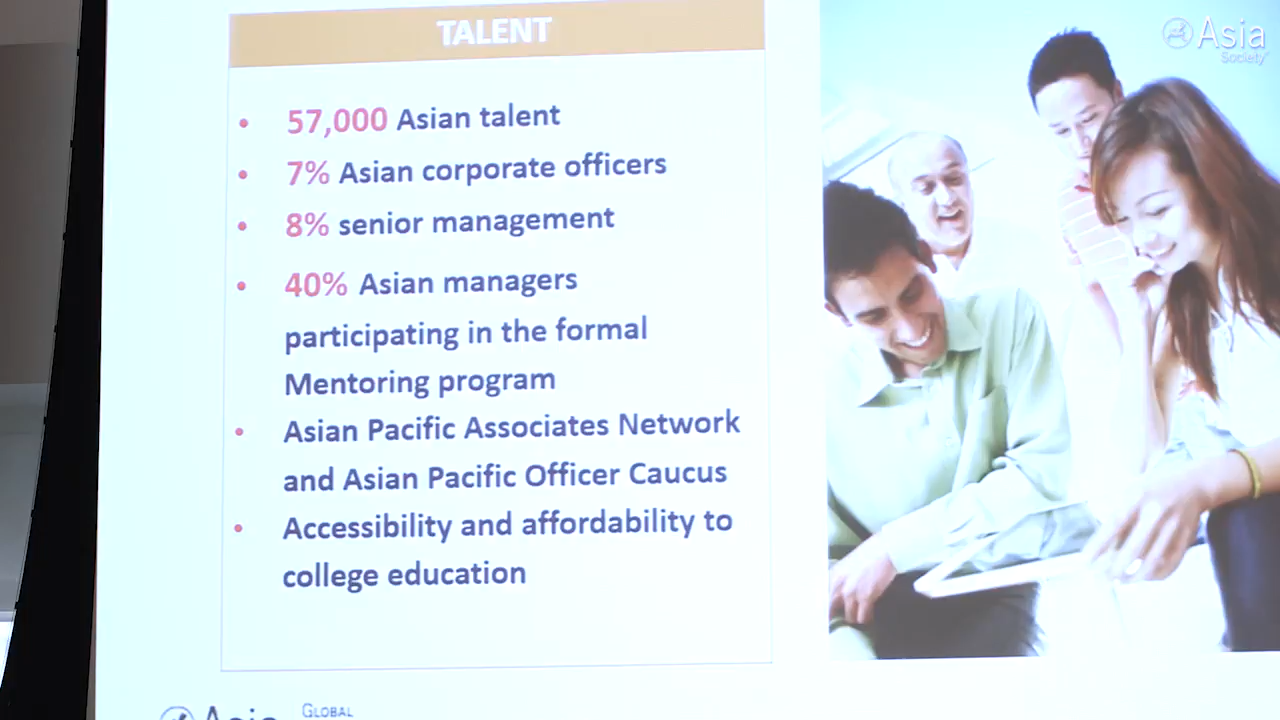 TALENT
Asia
Society
• 57,000 Asian talent
• 7% Asian corporate officers
• 8% senior management
• 40% Asian managers
participating in the formal
Mentoring program
• Asian Pacific Associates Network
and Asian Pacific Officer Caucus
• Accessibility and affordability to
college education
Asia
GLOBAL